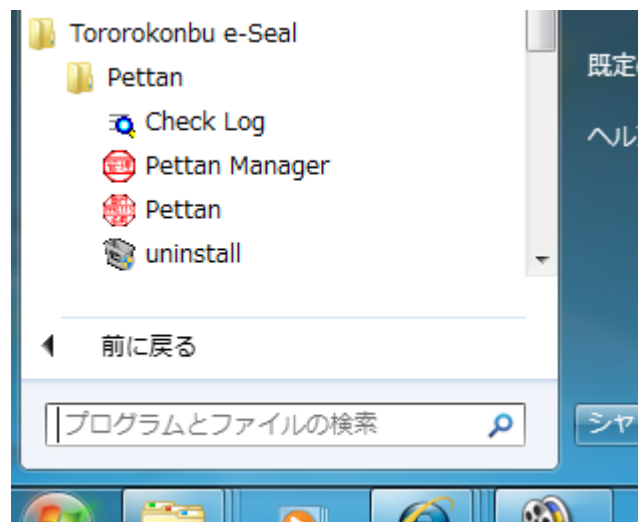 Tororokonbu e-Seal
Pettan
Check Log
Pettan Manager
Pettan
uninstall
前に戻る
プログラムとファイルの検索
既定
ヘル
シャ